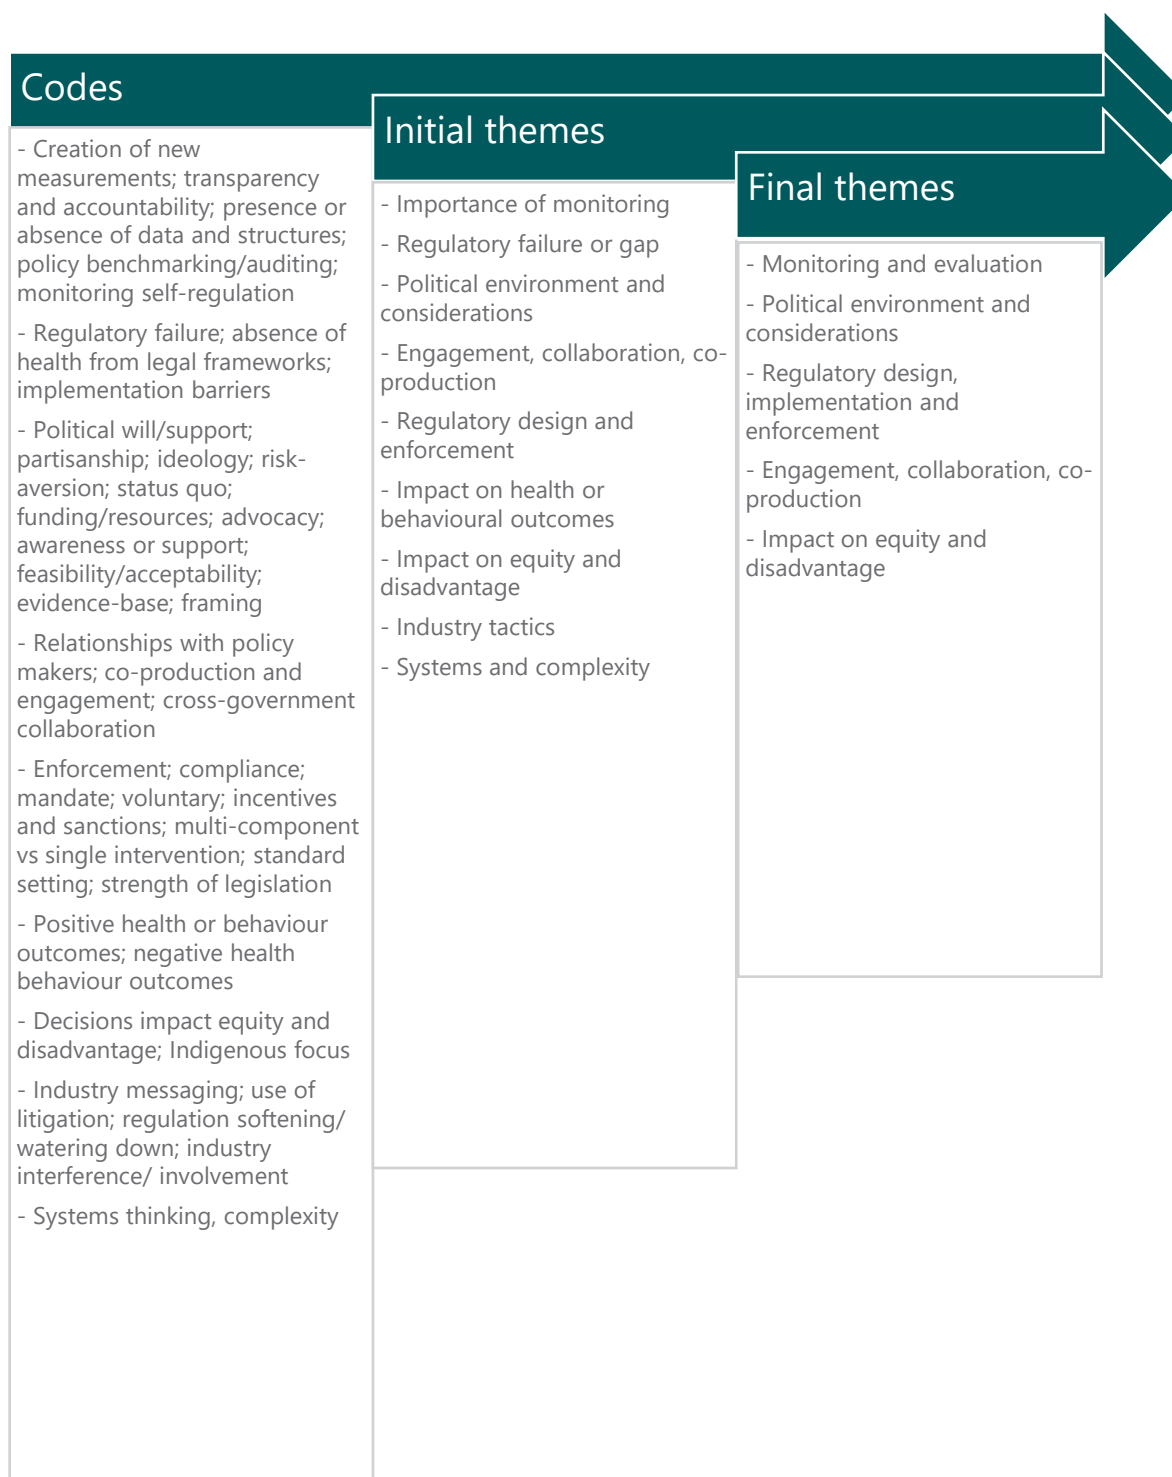 Codes
- Creation of new
measurements; transparency
and accountability; presence or
absence of data and structures;
policy benchmarking/auditing;
monitoring self-regulation
- Regulatory failure; absence of
health from legal frameworks;
implementation barriers
- Political will/support;
partisanship; ideology; risk-
aversion; status quo;
funding/resources; advocacy;
awareness or support;
feasibility/acceptability;
evidence-base; framing
- Relationships with policy
makers; co-production and
engagement; cross-government
collaboration
- Enforcement; compliance;
mandate; voluntary; incentives
and sanctions; multi-component
vs single intervention; standard
setting; strength of legislation
- Positive health or behaviour
outcomes; negative health
behaviour outcomes
- Decisions impact equity and
disadvantage; Indigenous focus
- Industry messaging; use of
litigation; regulation softening/
watering down; industry
interference/ involvement
- Systems thinking, complexity
Initial themes
- Importance of monitoring
- Regulatory failure or gap
- Political environment and
considerations
- Engagement, collaboration, co-
production
- Regulatory design and
enforcement
- Impact on health or
behavioural outcomes
- Impact on equity and
disadvantage
- Industry tactics
- Systems and complexity
Final themes
- Monitoring and evaluation
- Political environment and
considerations
- Regulatory design,
implementation and
enforcement
- Engagement, collaboration, co-
production
- Impact on equity and
disadvantage